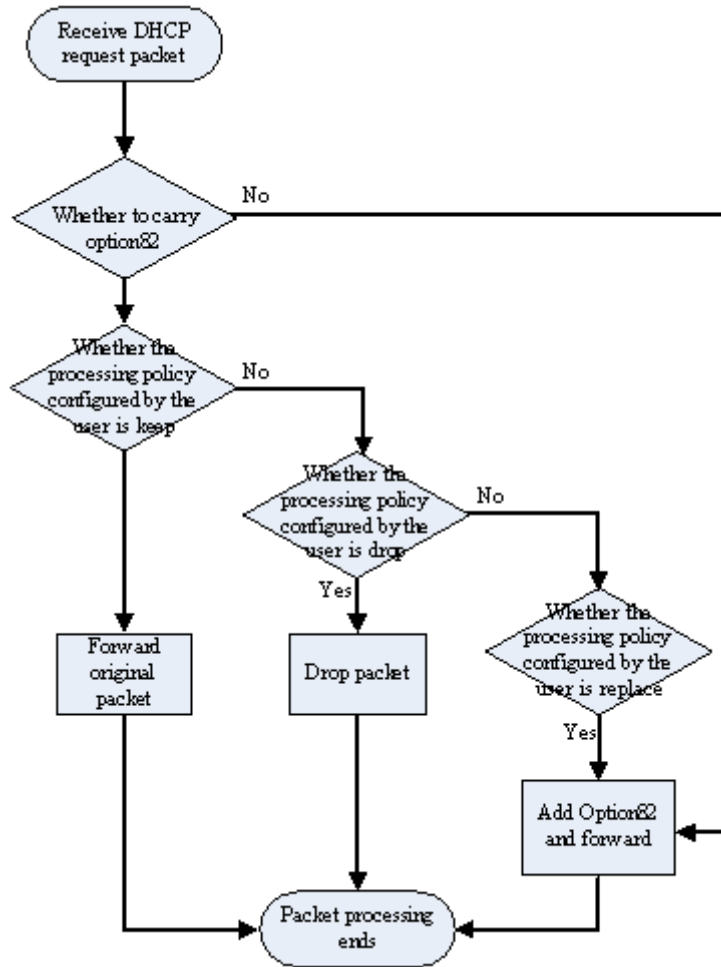 Receive DHCP
request packet
No
Whether to carry
option82
Whether the
processing policy
configured by the
user is keep
No
Whether the
processing policy
configured by the
user is drop
No
Yes
Whether the
processing policy
configured by the
user is replace
Forward
original
packet
Drop packet
Yes
Add Option82
and forward
Packet processing
ends